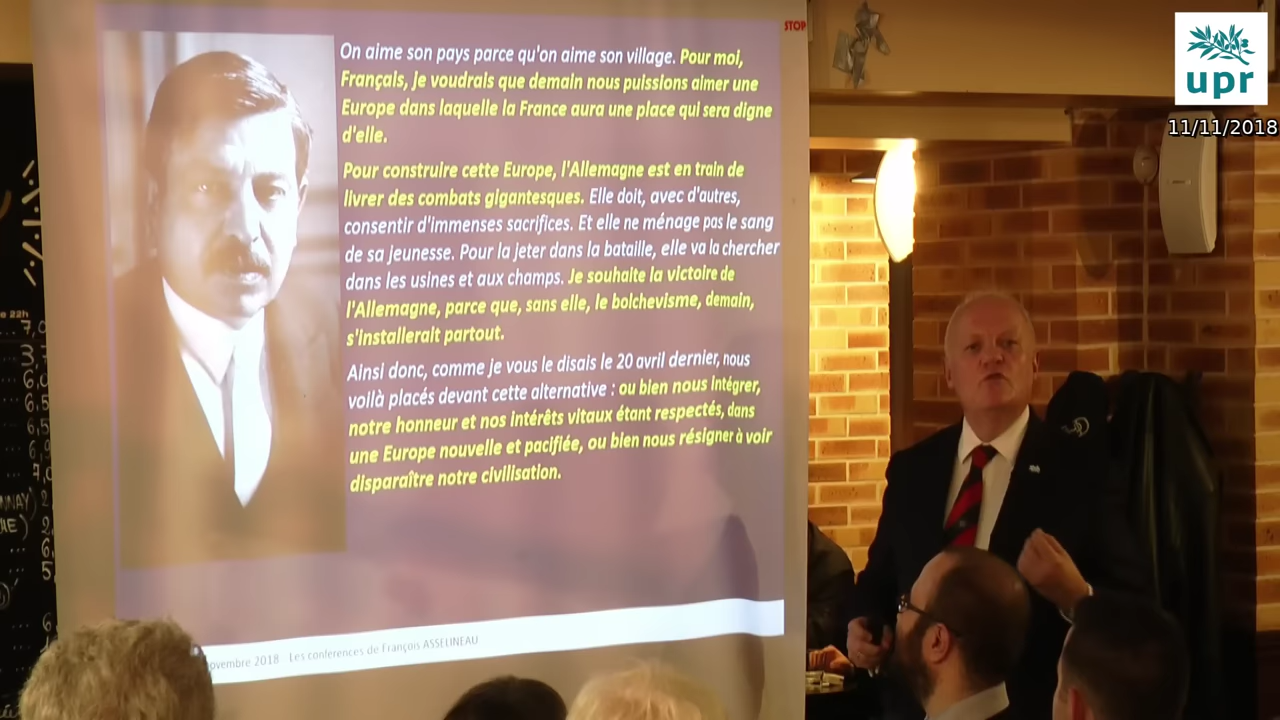 STOP
On aime son pays parce qu'on aime son village. Pour moi,
Français, je voudrais que demain nous puissions aimer une
Europe dans laquelle la France aura une place qui sera digne
d'elle.
Pour construire cette Europe, l'Allemagne est en train de
livrer des combats gigantesques. Elle doit, avec d'autres,
consentir d'immenses sacrifices. Et elle ne ménage pas le sang
de sa jeunesse. Pour la jeter dans la bataille, elle va la chercher
dans les usines et aux champs. Je souhaite la victoire de
l'Allemagne, parce que, sans elle, le bolchevisme, demain,
s'installerait partout.
Ainsi donc, comme je vous le disais le 20 avril dernier, nous
voilà placés devant cette alternative : ou bien nous intégrer,
notre honneur et nos intérêts vitaux étant respectés, dans
une Europe nouvelle et pacifiée, ou bien nous résigner à voir
disparaître notre civilisation.
ovembre 2018 - Les conferences de François ASSELINEAU
upr
11/11/2018